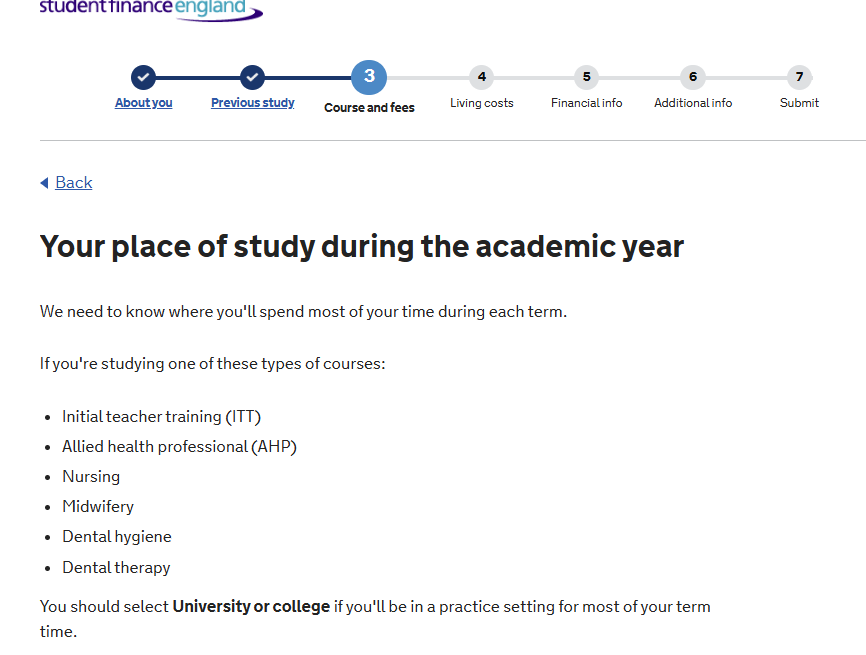 studentfinance england
3 4 5 6 7
About you Previous study Course and fees Living costs Financial info Additional info Submit
Back
Your place of study during the academic year
We need to know where you'll spend most of your time during each term.
If you're studying one of these types of courses:
• Initial teacher training (ITT)
• Allied health professional (AHP)
• Nursing
• Midwifery
• Dental hygiene
• Dental therapy
You should select University or college if you'll be in a practice setting for most of your term
time.